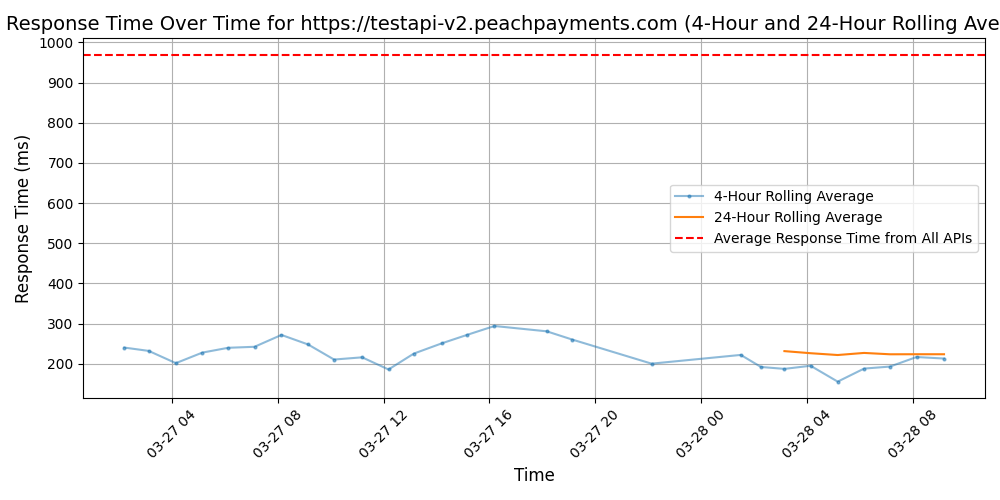 Response Time Over Time for https://testapi-v2.peachpayments.com (4-Hour and 24-Hour Rolling Ave
Response Time (ms)
1000
900
800
700
600
500
400
300
200
4-Hour Rolling Average
24-Hour Rolling Average
Average Response Time from All APIs
03-27 04
03-27 08
03-27 12
03-27 16
03-27 20
03-28 00
03-28 04
03-28 08
Time